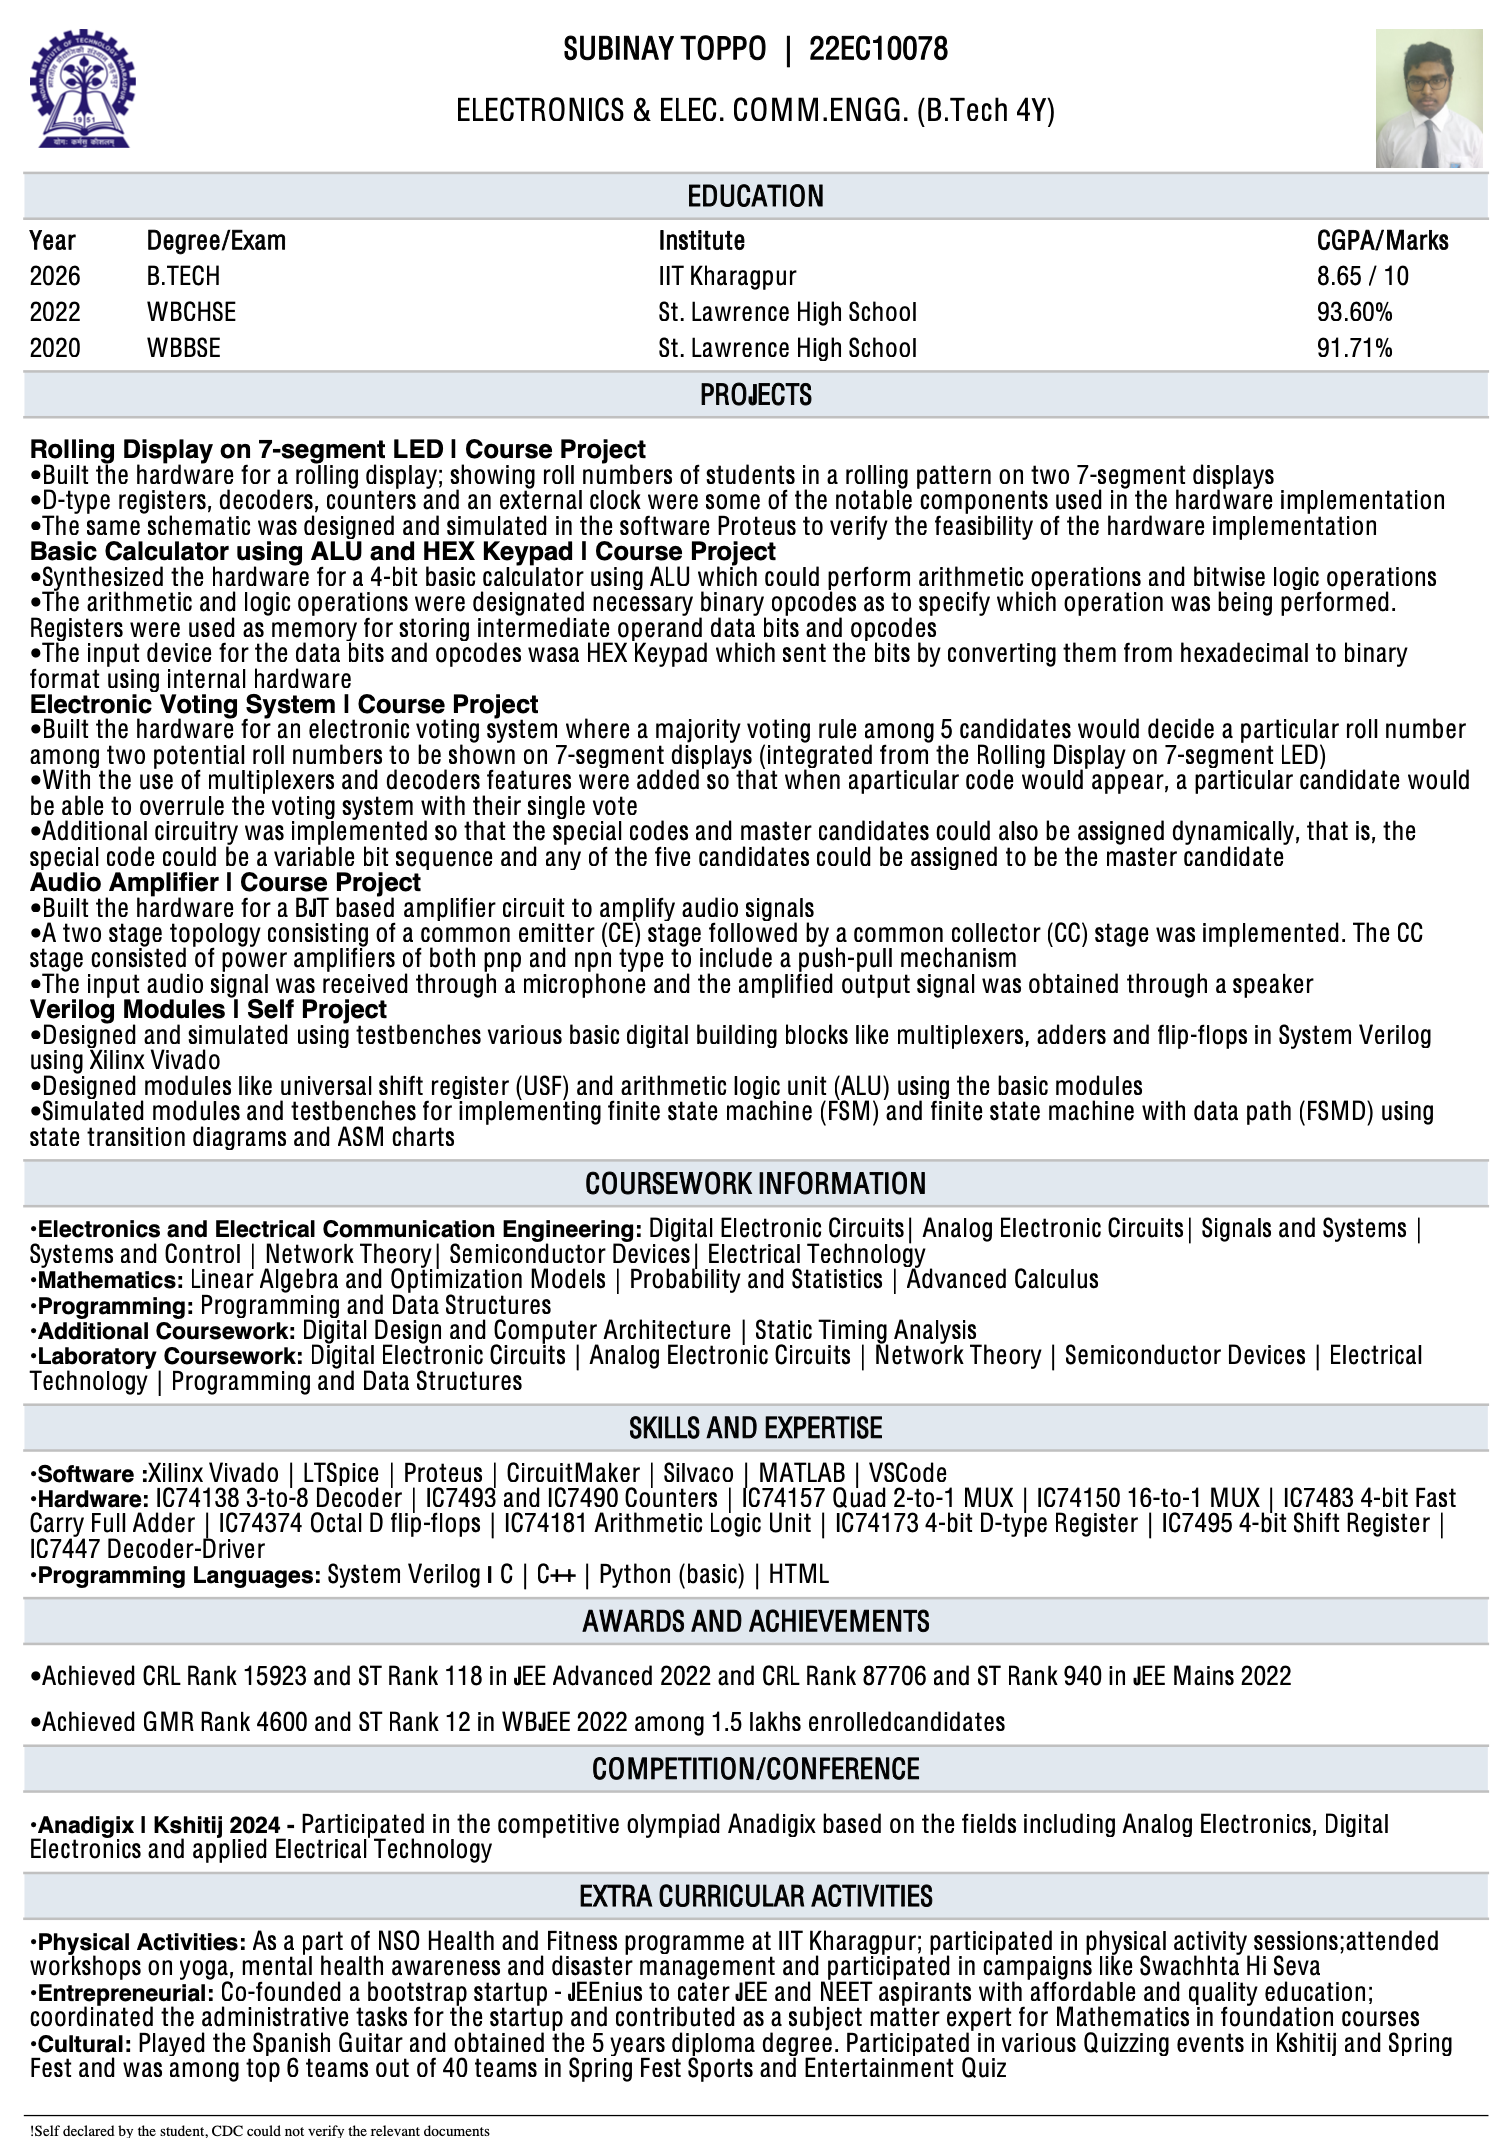 SUBINAY TOPPO | 22EC10078
ELECTRONICS & ELEC. COMM.ENGG. (B.Tech 4Y)
1951
योगः कर्मसु कौशलम्
EDUCATION
Year Degree/Exam Institute CGPA/Marks
2026 B.TECH IIT Kharagpur 8.65 / 10
2022 WBCHSE St. Lawrence High School 93.60%
2020 WBBSE St. Lawrence High School 91.71%
PROJECTS
Rolling Display on 7-segment LED | Course Project
•Built the hardware for a rolling display; showing roll numbers of students in a rolling pattern on two 7-segment displays
•D-type registers, decoders, counters and an external clock were some of the notable components used in the hardware implementation
•The same schematic was designed and simulated in the software Proteus to verify the feasibility of the hardware implementation
Basic Calculator using ALU and HEX Keypad | Course Project
•Synthesized the hardware for a 4-bit basic calculator using ALU which could perform arithmetic operations and bitwise logic operations
•The arithmetic and logic operations were designated necessary binary opcodes as to specify which operation was being performed.
Registers were used as memory for storing intermediate operand data bits and opcodes
•The input device for the data bits and opcodes wasa HEX Keypad which sent the bits by converting them from hexadecimal to binary
format using internal hardware
Electronic Voting System | Course Project
•Built the hardware for an electronic voting system where a majority voting rule among 5 candidates would decide a particular roll number
among two potential roll numbers to be shown on 7-segment displays (integrated from the Rolling Display on 7-segment LED)
•With the use of multiplexers and decoders features were added so that when aparticular code would appear, a particular candidate would
be able to overrule the voting system with their single vote
•Additional circuitry was implemented so that the special codes and master candidates could also be assigned dynamically, that is, the
special code could be a variable bit sequence and any of the five candidates could be assigned to be the master candidate
Audio Amplifier | Course Project
•Built the hardware for a BJT based amplifier circuit to amplify audio signals
•A two stage topology consisting of a common emitter (CE) stage followed by a common collector (CC) stage was implemented. The CC
stage consisted of power amplifiers of both pnp and npn type to include a push-pull mechanism
•The input audio signal was received through a microphone and the amplified output signal was obtained through a speaker
Verilog Modules | Self Project
•Designed and simulated using testbenches various basic digital building blocks like multiplexers, adders and flip-flops in System Verilog
using Xilinx Vivado
•Designed modules like universal shift register (USF) and arithmetic logic unit (ALU) using the basic modules
•Simulated modules and testbenches for implementing finite state machine (FSM) and finite state machine with data path (FSMD) using
state transition diagrams and ASM charts
COURSEWORK INFORMATION
·Electronics and Electrical Communication Engineering: Digital Electronic Circuits| Analog Electronic Circuits| Signals and Systems |
Systems and Control | Network Theory| Semiconductor Devices| Electrical Technology
·Mathematics: Linear Algebra and Optimization Models | Probability and Statistics | Advanced Calculus
·Programming: Programming and Data Structures
·Additional Coursework: Digital Design and Computer Architecture | Static Timing Analysis
·Laboratory Coursework: Digital Electronic Circuits | Analog Electronic Circuits | Network Theory | Semiconductor Devices | Electrical
Technology | Programming and Data Structures
SKILLS AND EXPERTISE
·Software :Xilinx Vivado | LTSpice | Proteus | CircuitMaker | Silvaco | MATLAB | VSCode
·Hardware: IC74138 3-to-8 Decoder | IC7493 and IC7490 Counters | IC74157 Quad 2-to-1 MUX | IC74150 16-to-1 MUX | IC7483 4-bit Fast
Carry Full Adder | IC74374 Octal D flip-flops | IC74181 Arithmetic Logic Unit | IC74173 4-bit D-type Register | IC7495 4-bit Shift Register |
IC7447 Decoder-Driver
·Programming Languages: System Verilog | C | C++ | Python (basic) | HTML
AWARDS AND ACHIEVEMENTS
•Achieved CRL Rank 15923 and ST Rank 118 in JEE Advanced 2022 and CRL Rank 87706 and ST Rank 940 in JEE Mains 2022
•Achieved GMR Rank 4600 and ST Rank 12 in WBJEE 2022 among 1.5 lakhs enrolledcandidates
COMPETITION/CONFERENCE
·Anadigix | Kshitij 2024 - Participated in the competitive olympiad Anadigix based on the fields including Analog Electronics, Digital
Electronics and applied Electrical Technology
EXTRA CURRICULAR ACTIVITIES
·Physical Activities: As a part of NSO Health and Fitness programme at IIT Kharagpur; participated in physical activity sessions;attended
workshops on yoga, mental health awareness and disaster management and participated in campaigns like Swachhta Hi Seva
·Entrepreneurial: Co-founded a bootstrap startup - JEEnius to cater JEE and NEET aspirants with affordable and quality education;
coordinated the administrative tasks for the startup and contributed as a subject matter expert for Mathematics in foundation courses
·Cultural: Played the Spanish Guitar and obtained the 5 years diploma degree. Participated in various Quizzing events in Kshitij and Spring
Fest and was among top 6 teams out of 40 teams in Spring Fest Sports and Entertainment Quiz
!Self declared by the student, CDC could not verify the relevant documents